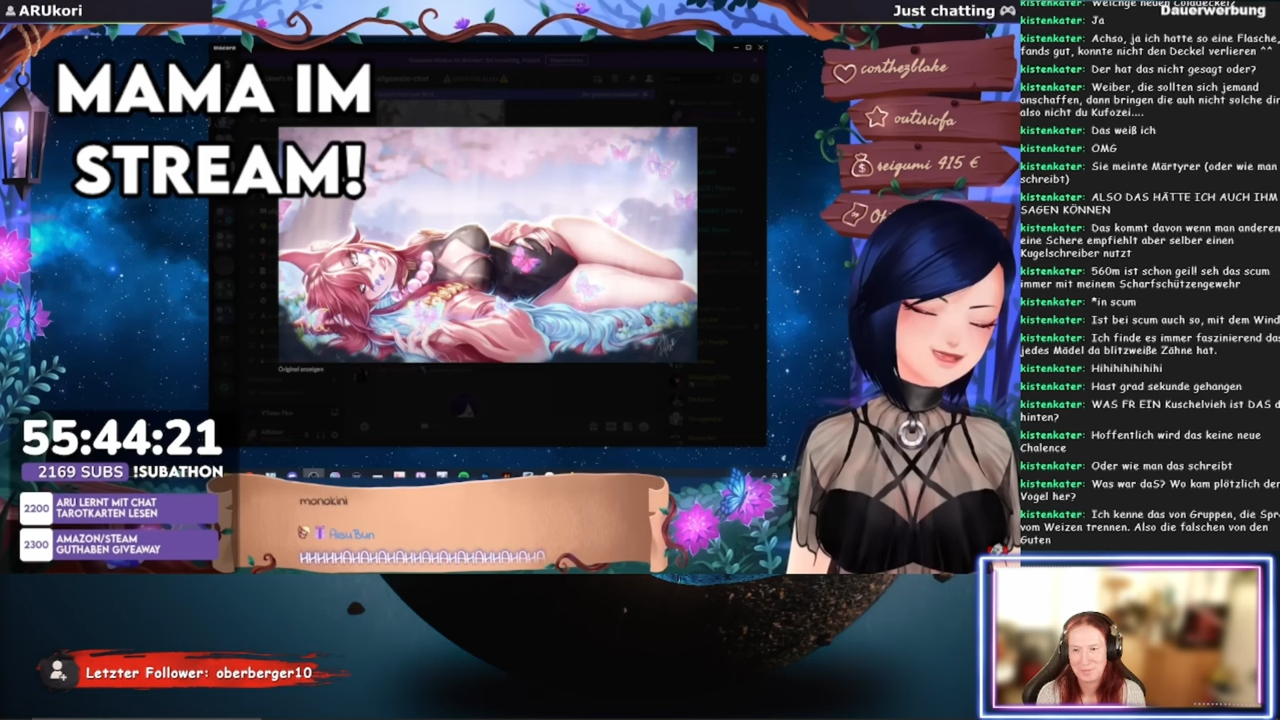 ARUkori
Just chatting
Dauerwerbung
MAMA IM
STREAM!
conthezblake
outisiofa
seigumi 415 €
Original anzeigen
55:44:21
2169 SUBS !SUBATHON
2200 ARU LERNT MIT CHAT
TAROTKARTEN LESEN
2300 AMAZON/STEAM
GUTHABEN GIVEAWAY
monokini
AisuBun
Letzter Follower: oberberger10
kistenkater: Ja
kistenkater: Achso, ja ich hatte so eine Flasche,
fands gut, konnte nicht den Deckel verlieren ^^
kistenkater: Der hat das nicht gesagt oder?
kistenkater: Weiber, die sollten sich jemand
anschaffen, dann bringen die auh nicht solche din
also nicht du Kufozei....
kistenkater: Das weiß ich
kistenkater: OMG
kistenkater: Sie meinte Märtyrer (oder wie man
schreibt)
kistenkater: ALSO DAS HÄTTE ICH AUCH IHM
SA6EN KÖNNEN
kistenkater: Das kommt davon wenn man anderen
eine Schere empfiehlt aber selber einen
Kugelschreiber nutzt
kistenkater: 560m ist schon geill seh das scum
immer mit meinem Scharfschützengewehr
kistenkater: *in scum
kistenkater: Ist bei scum auch so, mit dem Wind
kistenkater: Ich finde es immer faszinierend das
jedes Mädel da blitzweiße Zähne hat.
kistenkater: Hihihihihihi
kistenkater: Hast grad sekunde gehangen
kistenkater: WAS FR EIN Kuschelvieh ist DAS d
hinten?
kistenkater: Hoffentlich wird das keine neue
Chalence
kistenkater: Oder wie man das schreibt
kistenkater: Was war daS? Wo kam plötzlich der
Vogel her?
kistenkater: Ich kenne das von Gruppen, die Spr
vom Weizen trennen. Also die falschen von den
Guten